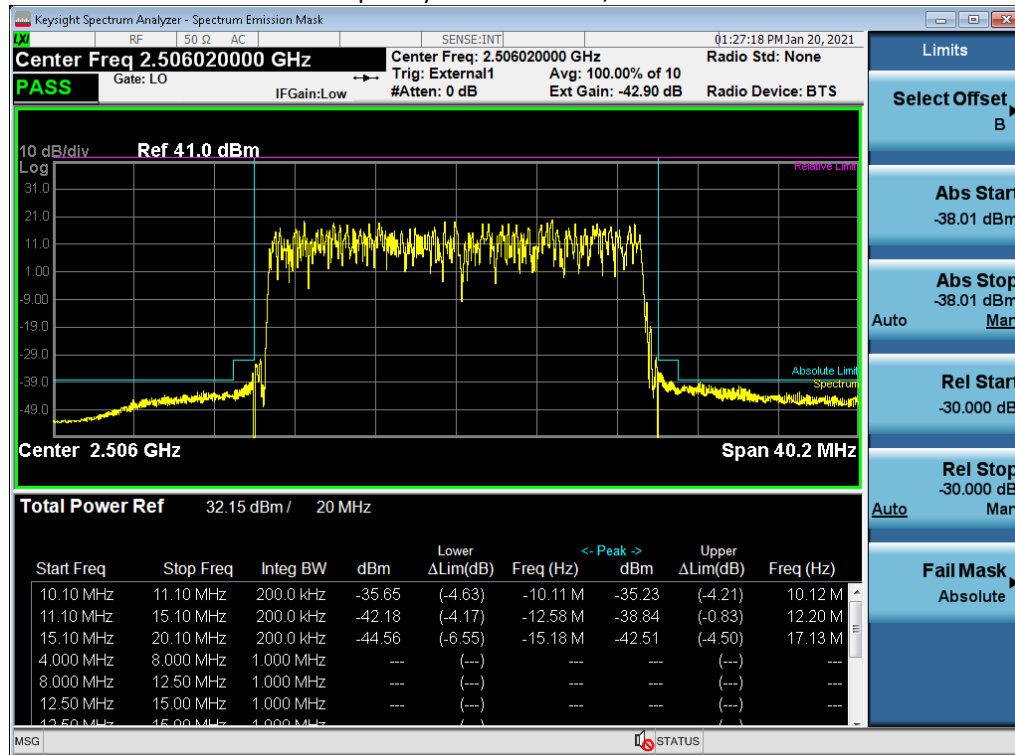 Keysight Spectrum Analyzer - Spectrum Emission Mask
LXI RF 50 Ω AC SENSE:INT 01:27:18 PM Jan 20, 2021
Center Freq 2.506020000 GHz Center Freq: 2.506020000 GHz Radio Std: None
Gate: LO Trig: External1 Avg: 100.00% of 10
PASS IFGain:Low #Atten: 0 dB Ext Gain: -42.90 dB Radio Device: BTS
10 dB/div Ref 41.0 dBm
Log Relative Limit
31.0
21.0
11.0
1.00
-9.00
-19.0
-29.0
Absolute Limit
-39.0 Spectrum
-49.0
Center 2.506 GHz Span 40.2 MHz
Total Power Ref 32.15 dBm / 20 MHz
Lower <- Peak -> Upper
Start Freq Stop Freq Integ BW dBm ΔLim(dB) Freq (Hz) dBm ΔLim(dB) Freq (Hz)
10.10 MHz 11.10 MHz 200.0 kHz -35.65 (-4.63) -10.11 M -35.23 (-4.21) 10.12 M
11.10 MHz 15.10 MHz 200.0 kHz -42.18 (-4.17) -12.58 M -38.84 (-0.83) 12.20 M
15.10 MHz 20.10 MHz 200.0 kHz -44.56 (-6.55) -15.18 M -42.51 (-4.50) 17.13 M
4.000 MHz 8.000 MHz 1.000 MHz --- (---) --- --- (---) ---
8.000 MHz 12.50 MHz 1.000 MHz --- (---) --- --- (---) ---
12.50 MHz 15.00 MHz 1.000 MHz --- (---) --- --- (---) ---
12.50 MHz 15.00 MHz 1.000 MHz
MSG STATUS
Limits
Select Offset
B
Abs Start
-38.01 dBm
Abs Stop
-38.01 dBm
Auto Man
Rel Start
-30.000 dB
Rel Stop
-30.000 dB
Auto Man
Fail Mask
Absolute